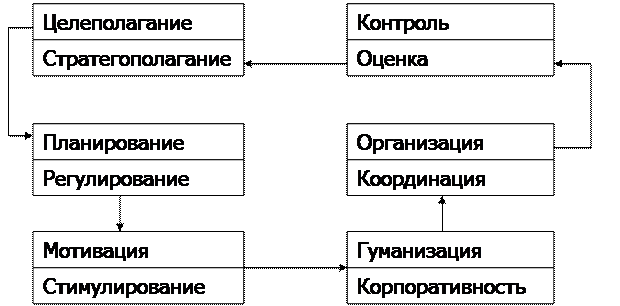 Целеполагание
Стратегополагание
Контроль
Оценка
Планирование
Регулирование
Организация
Координация
Мотивация
Стимулирование
Гуманизация
Корпоративность